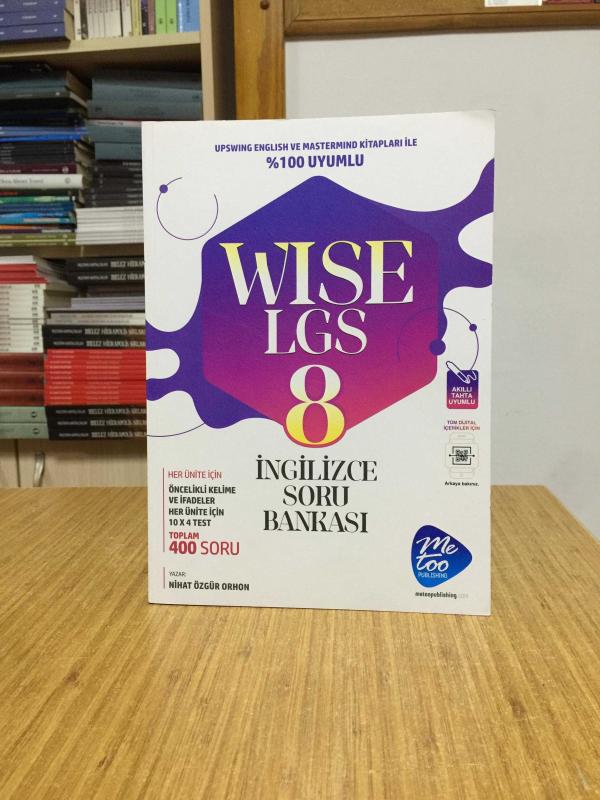 UPSWING ENGLISH VE MASTERMIND KİTAPLARI İLE
%100 UYUMLU
WISE
LGS
8
İNGİLİZCE
SORU
BANKASI
AKILLI
TAHTA
UYUMLU
TÜM DİJİTAL
İÇERİKLER İÇİN
Arkaya bakınız.
HER ÜNİTE İÇİN
ÖNCELİKLİ KELİME
VE İFADELER
HER ÜNİTE İÇİN
10 X 4 TEST
TOPLAM
400 SORU
YAZAR:
NİHAT ÖZGÜR ORHON
Me
too
PUBLISHING
metoopublishing.com